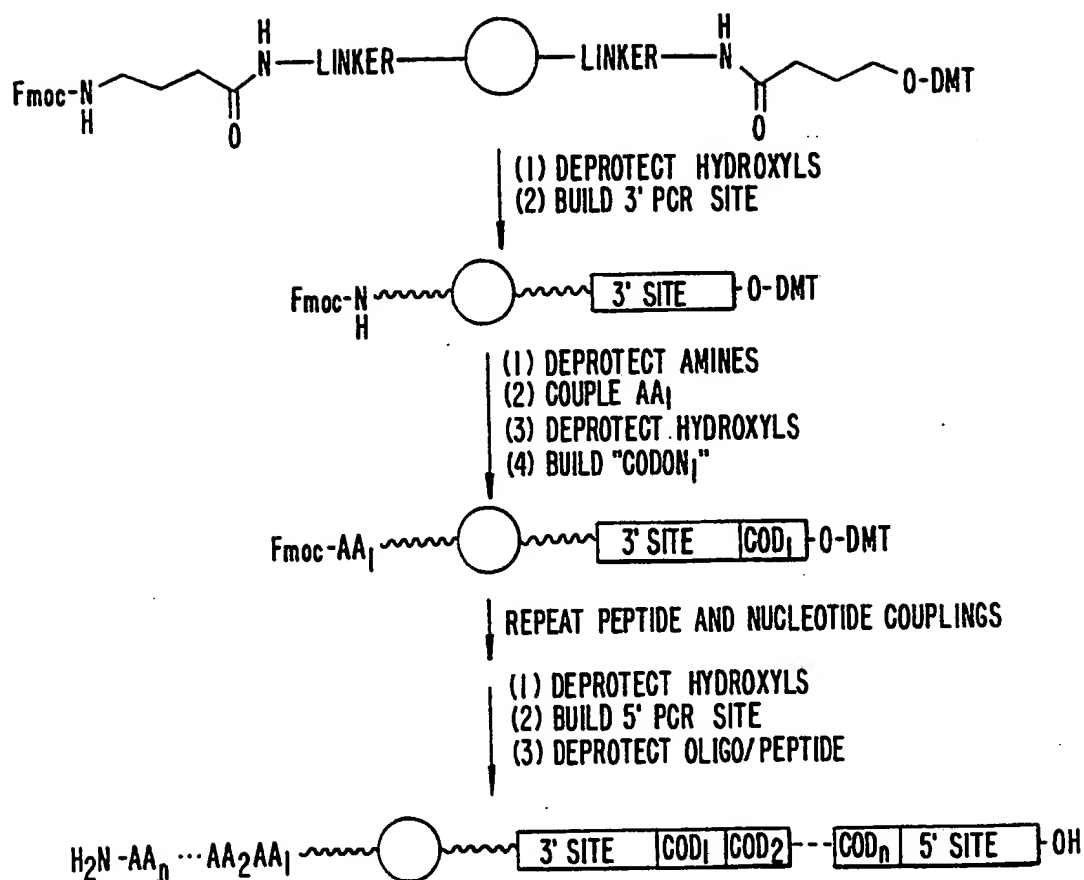 H H
N—LINKER— —LINKER—N
Fmoc-N O-DMT
H O O
(1) DEPROTECT HYDROXYLS
(2) BUILD 3' PCR SITE
Fmoc-N 3' SITE -O-DMT
H
(1) DEPROTECT AMINES
(2) COUPLE AA₁
(3) DEPROTECT HYDROXYLS
(4) BUILD "CODON₁"
Fmoc-AA₁ 3' SITE COD₁ -O-DMT
REPEAT PEPTIDE AND NUCLEOTIDE COUPLINGS
(1) DEPROTECT HYDROXYLS
(2) BUILD 5' PCR SITE
(3) DEPROTECT OLIGO/PEPTIDE
H₂N-AAₙ ··· AA₂AA₁ 3' SITE COD₁ COD₂ --- CODₙ 5' SITE -OH